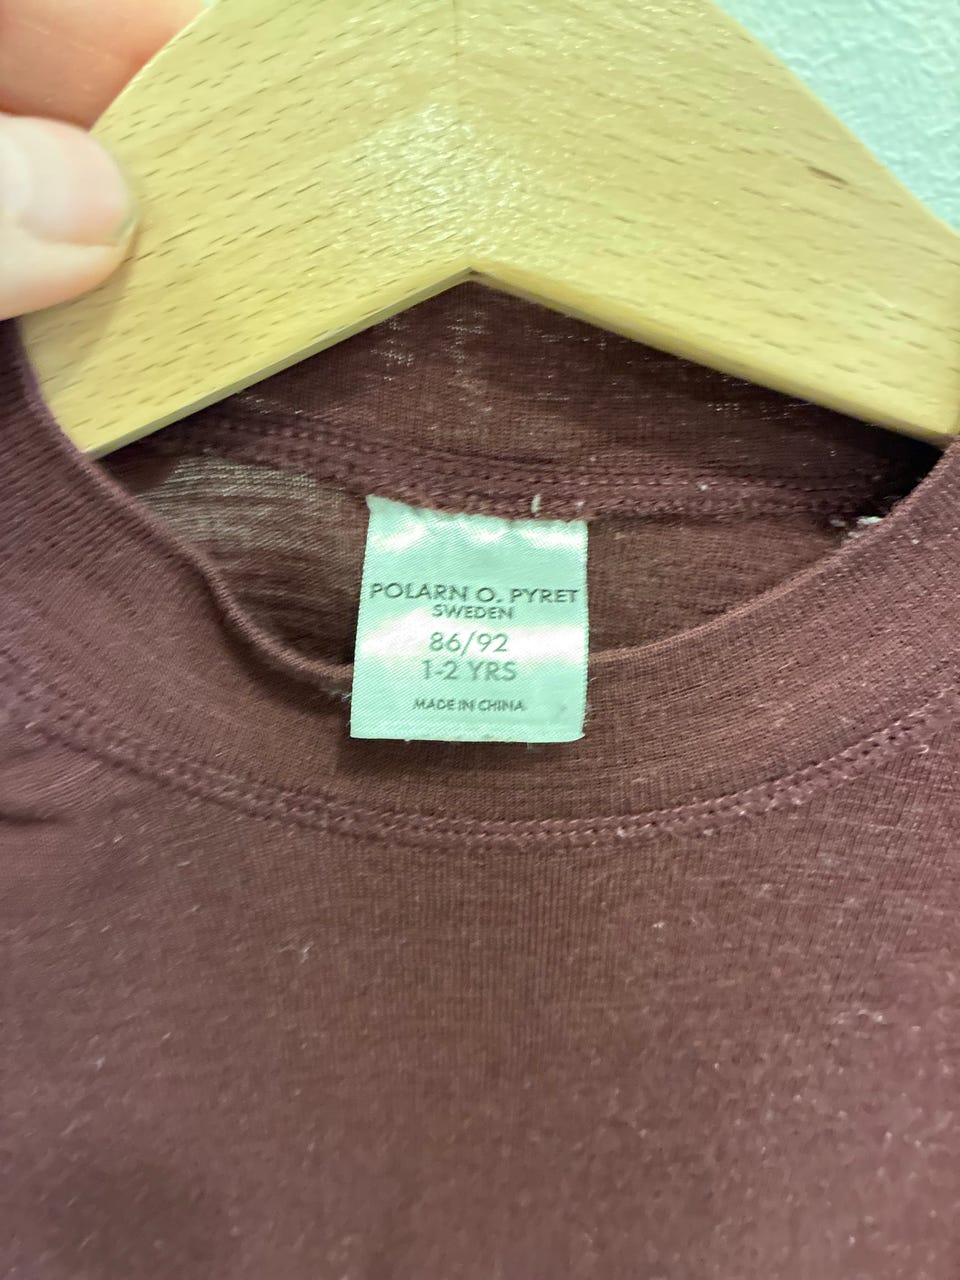 POLARN O. PYRET
SWEDEN
86/92
1-2 YRS
MADE IN CHINA